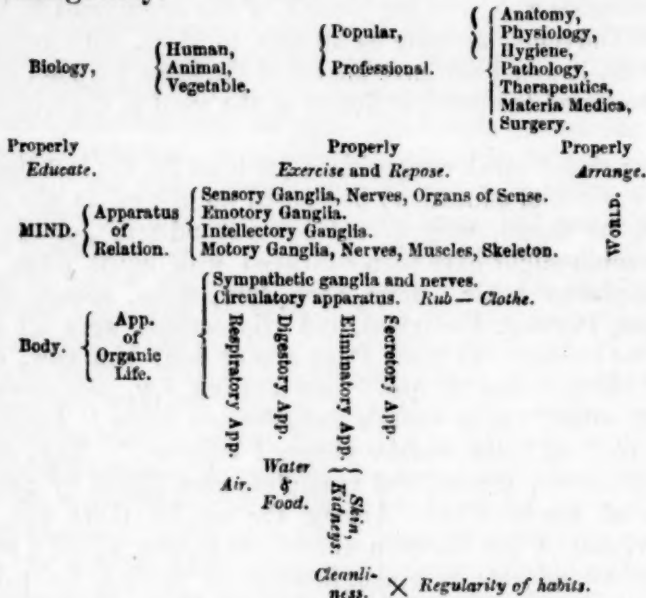 Biology, { Human, { Popular, { Anatomy,
Physiology,
Animal, Hygiene,
Vegetable, Professional. Pathology,
Therapeutics,
Materia Medica,
Surgery.
Properly Properly Properly
Educate. Exercise and Repose. Arrange.
MIND. { Apparatus of Relation. { Sensory Ganglia, Nerves, Organs of Sense.
Emotory Ganglia.
Intellectory Ganglia.
Motory Ganglia, Nerves, Muscles, Skeleton.
WORLD.
Body. { App. of Organic Life. { Sympathetic ganglia and nerves.
Circulatory apparatus. Rub — Clothe.
Respiratory App.
Digestory App.
Eliminatory App.
Secretory App.
Air. Water & Food. { Skin, Kidneys.
Cleanli-
ness. × Regularity of habits.